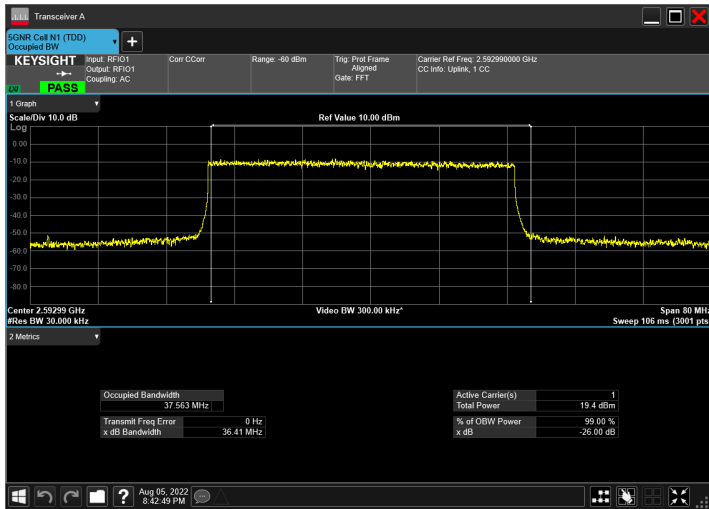 Transceiver A
5GNR Cell N1 (TDD)
Occupied BW
KEYSIGHT
LXI
PASS
Input: RFIO1
Output: RFIO1
Coupling: AC
Corr CCorr
Range: -60 dBm
Trig: Prot Frame
Aligned
Gate: FFT
Carrier Ref Freq: 2.592990000 GHz
CC Info: Uplink, 1 CC
1 Graph
Scale/Div 10.0 dB
Ref Value 10.00 dBm
Log
0.00
-10.0
-20.0
-30.0
-40.0
-50.0
-60.0
-70.0
-80.0
Center 2.59299 GHz
Video BW 300.00 kHz*
Span 80 MHz
#Res BW 30.000 kHz
Sweep 106 ms (3001 pts)
2 Metrics
Occupied Bandwidth
37.563 MHz
Active Carrier(s) 1
Total Power 19.4 dBm
Transmit Freq Error 0 Hz
x dB Bandwidth 36.41 MHz
% of OBW Power 99.00 %
x dB -26.00 dB
Aug 05, 2022
8:42:49 PM